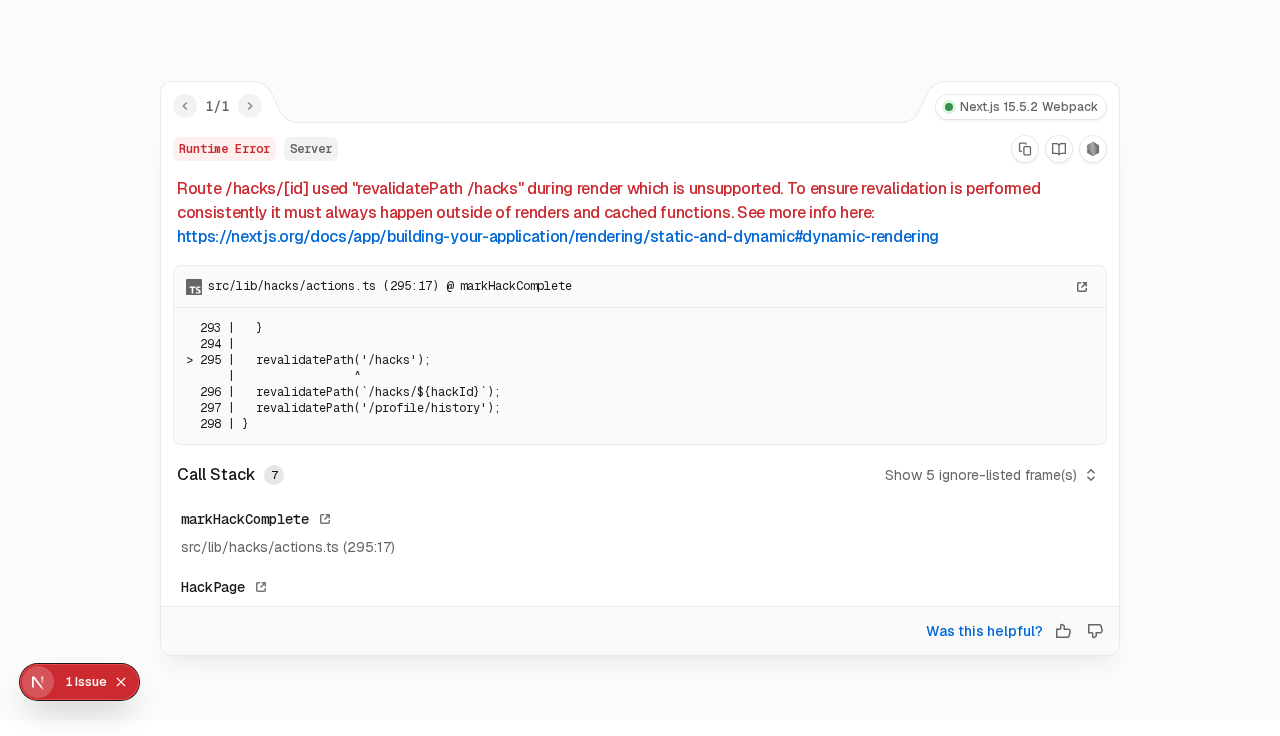 1/1
Next.js 15.5.2 Webpack
Runtime Error
Server
Route /hacks/[id] used "revalidatePath /hacks" during render which is unsupported. To ensure revalidation is performed
consistently it must always happen outside of renders and cached functions. See more info here:
https://nextjs.org/docs/app/building-your-application/rendering/static-and-dynamic#dynamic-rendering
TS src/lib/hacks/actions.ts (295:17) @ markHackComplete
  293 |   }
  294 |
> 295 |   revalidatePath('/hacks');
      |                 ^
  296 |   revalidatePath(`/hacks/${hackId}`);
  297 |   revalidatePath('/profile/history');
  298 | }
Call Stack 7
Show 5 ignore-listed frame(s)
markHackComplete
src/lib/hacks/actions.ts (295:17)
HackPage
Was this helpful?
N 1 Issue